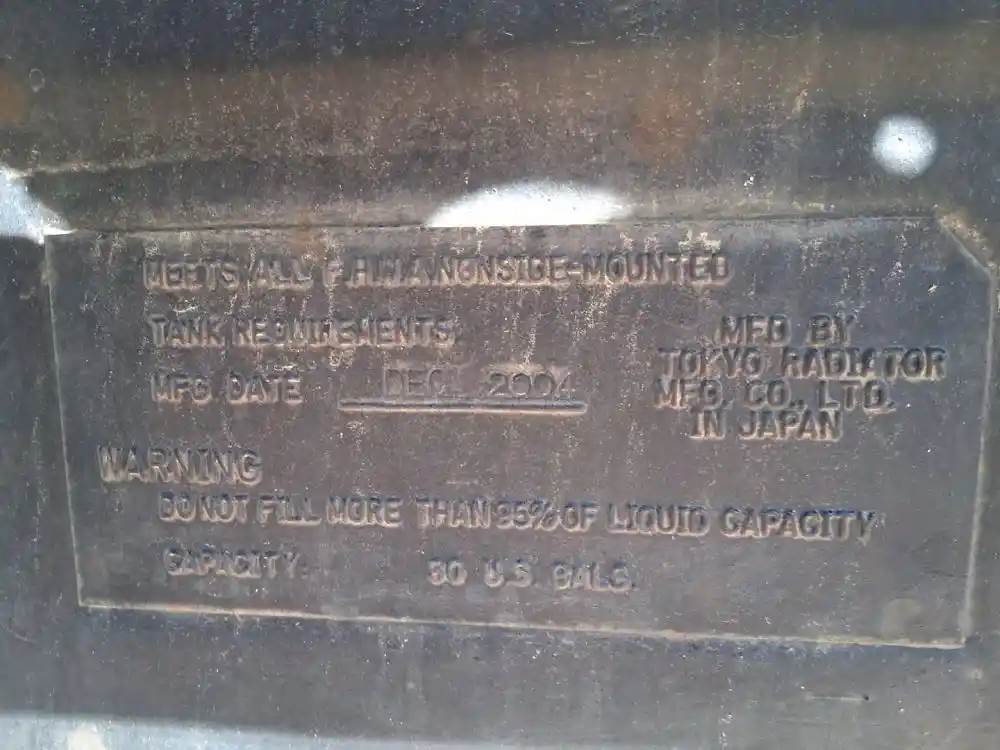 MEETS ALL F.H.W.A NONSIDE-MOUNTED
TANK REQUIREMENTS.
MFG DATE DEC. 2004
MFD BY
TOKYO RADIATOR
MFG. CO., LTD.
IN JAPAN
WARNING
DO NOT FILL MORE THAN 95% OF LIQUID CAPACITY
CAPACITY. 30 U.S GALS.